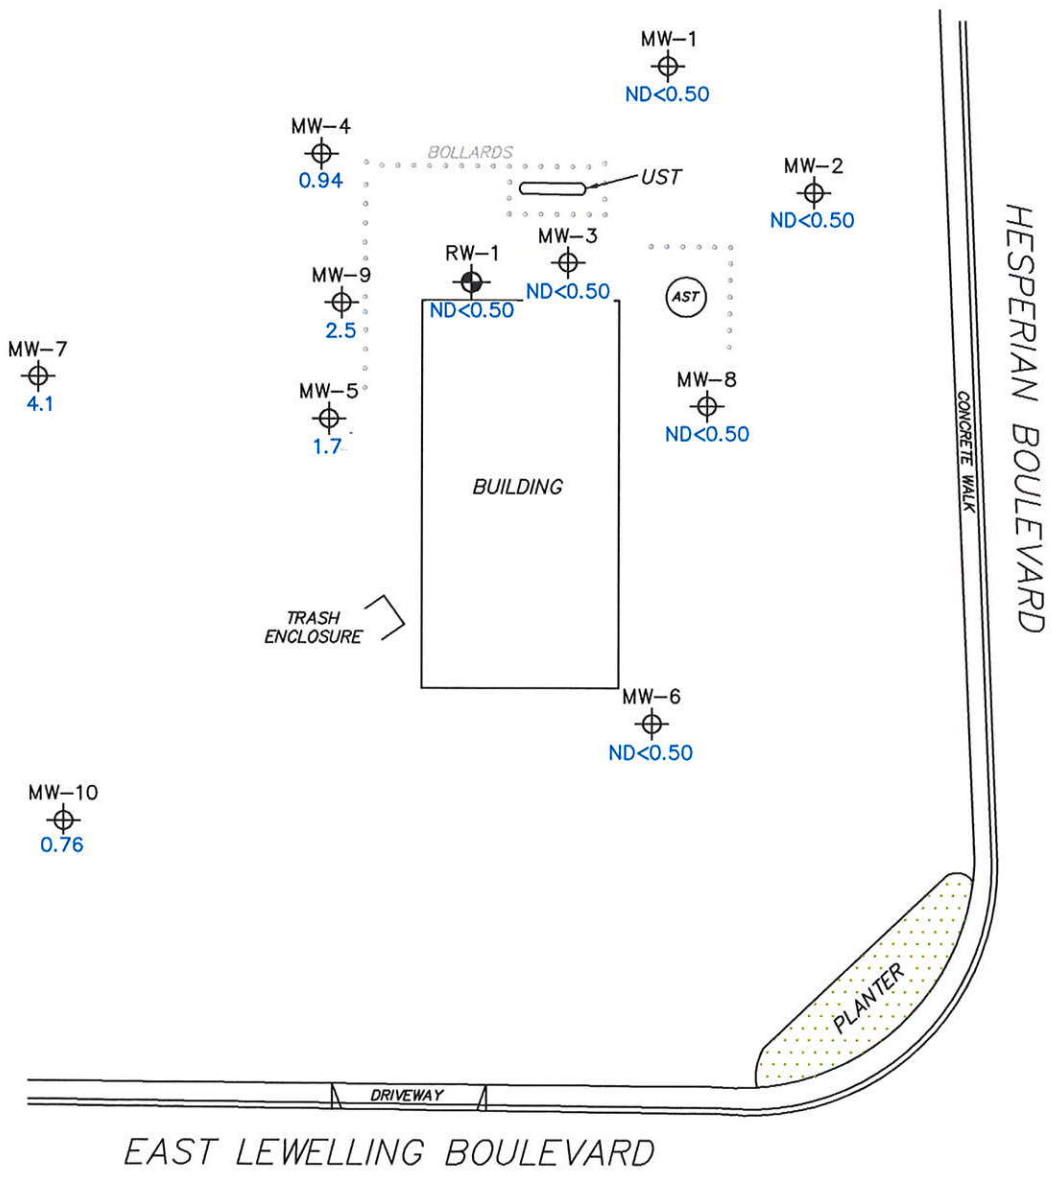 MW-1
ND<0.50
MW-4
0.94
BOLLARDS
UST
MW-2
ND<0.50
MW-3
ND<0.50
RW-1
ND<0.50
MW-9
2.5
AST
MW-7
4.1
MW-5
1.7
MW-8
ND<0.50
HESPERIAN BOULEVARD
CONCRETE WALK
BUILDING
TRASH
ENCLOSURE
MW-6
ND<0.50
MW-10
0.76
PLANTER
DRIVEWAY
EAST LEWELLING BOULEVARD